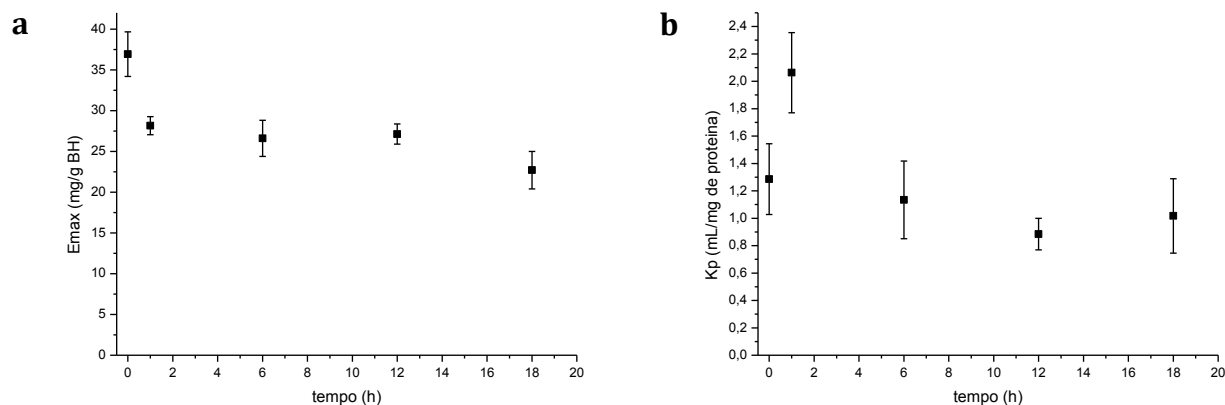 a
40
35
30
25
20
15
10
5
0
Emax (mg/g BH)
0 2 4 6 8 10 12 14 16 18 20
tempo (h)
b
2,4
2,2
2,0
1,8
1,6
1,4
1,2
1,0
0,8
0,6
0,4
0,2
0,0
Kp (mL/mg de proteina)
0 2 4 6 8 10 12 14 16 18 20
tempo (h)